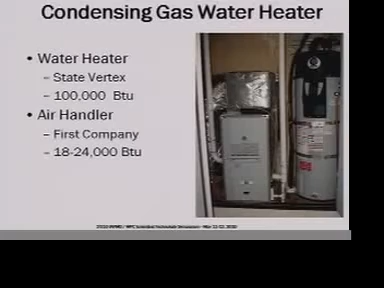 Condensing Gas Water Heater
• Water Heater
– State Vertex
– 100,000 Btu
• Air Handler
– First Company
– 18-24,000 Btu